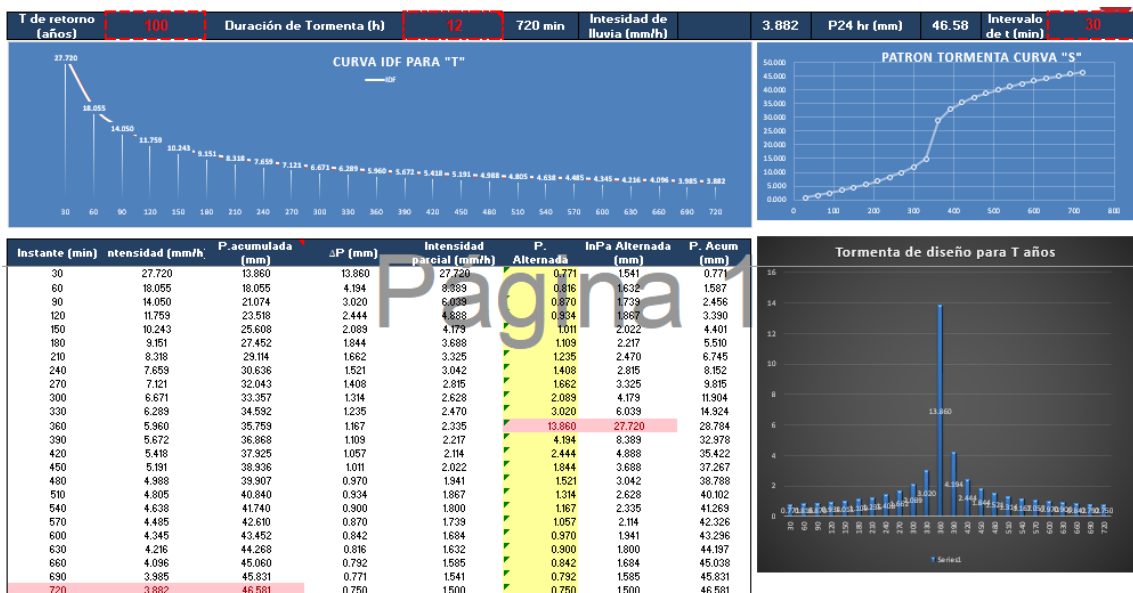 T de retorno (años) 100 Duración de Tormenta (h) 12 720 min Intesidad de lluvia (mm/h) 3.882 P24 hr (mm) 46.58 Intervalo de t (min) 30
CURVA IDF PARA "T"
IDF
27.720 18.055 14.050 11.759 10.243 9.151 8.318 7.659 7.121 6.671 6.289 5.960 5.672 5.418 5.191 4.988 4.805 4.638 4.485 4.345 4.216 4.096 3.985 3.882
30 60 90 120 150 180 210 240 270 300 330 360 390 420 450 480 510 540 570 600 630 660 690 720
PATRON TORMENTA CURVA "S"
50.000
45.000
40.000
35.000
30.000
25.000
20.000
15.000
10.000
5.000
0.000
0 100 200 300 400 500 600 700 800
Instante (min) ntensidad (mm/h) P.acumulada (mm) ΔP (mm) Intensidad parcial (mm/h) P. Alternada InPa Alternada (mm) P. Acum (mm)
30 27.720 13.860 13.860 27.720 0.771 1.541 0.771
60 18.055 18.055 4.194 8.389 0.816 1.632 1.587
90 14.050 21.074 3.020 6.039 0.870 1.739 2.456
120 11.759 23.518 2.444 4.888 0.934 1.867 3.390
150 10.243 25.608 2.089 4.179 1.011 2.022 4.401
180 9.151 27.452 1.844 3.688 1.109 2.217 5.510
210 8.318 29.114 1.662 3.325 1.235 2.470 6.745
240 7.659 30.636 1.521 3.042 1.408 2.815 8.152
270 7.121 32.043 1.408 2.815 1.662 3.325 9.815
300 6.671 33.357 1.314 2.628 2.089 4.179 11.904
330 6.289 34.592 1.235 2.470 3.020 6.039 14.924
360 5.960 35.759 1.167 2.335 13.860 27.720 28.784
390 5.672 36.868 1.109 2.217 4.194 8.389 32.978
420 5.418 37.925 1.057 2.114 2.444 4.888 35.422
450 5.191 38.936 1.011 2.022 1.844 3.688 37.267
480 4.988 39.907 0.970 1.941 1.521 3.042 38.788
510 4.805 40.840 0.934 1.867 1.314 2.628 40.102
540 4.638 41.740 0.900 1.800 1.167 2.335 41.269
570 4.485 42.610 0.870 1.739 1.057 2.114 42.326
600 4.345 43.452 0.842 1.684 0.970 1.941 43.296
630 4.216 44.268 0.816 1.632 0.900 1.800 44.197
660 4.096 45.060 0.792 1.585 0.842 1.684 45.038
690 3.985 45.831 0.771 1.541 0.792 1.585 45.831
720 3.882 46.581 0.750 1.500 0.750 1.500 46.581
Página 1
Tormenta de diseño para T años
16
14
12
10
8
6
4
2
0
13.860
4.194
3.020
2.444
30 60 90 120 150 180 210 240 270 300 330 360 390 420 450 480 510 540 570 600 630 660 690 720
Series1